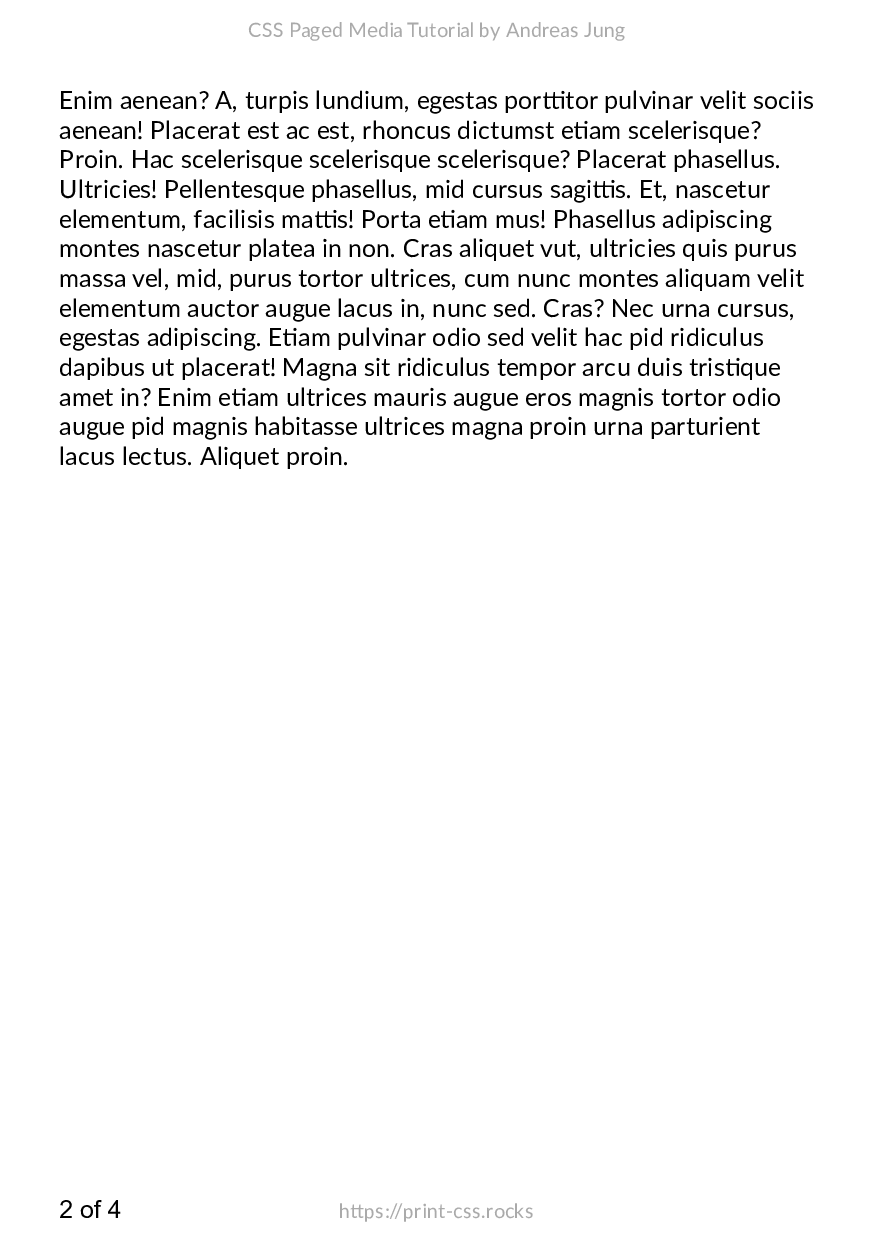 CSS Paged Media Tutorial by Andreas Jung
Enim aenean? A, turpis lundium, egestas porttitor pulvinar velit sociis
aenean! Placerat est ac est, rhoncus dictumst etiam scelerisque?
Proin. Hac scelerisque scelerisque scelerisque? Placerat phasellus.
Ultricies! Pellentesque phasellus, mid cursus sagittis. Et, nascetur
elementum, facilisis mattis! Porta etiam mus! Phasellus adipiscing
montes nascetur platea in non. Cras aliquet vut, ultricies quis purus
massa vel, mid, purus tortor ultrices, cum nunc montes aliquam velit
elementum auctor augue lacus in, nunc sed. Cras? Nec urna cursus,
egestas adipiscing. Etiam pulvinar odio sed velit hac pid ridiculus
dapibus ut placerat! Magna sit ridiculus tempor arcu duis tristique
amet in? Enim etiam ultrices mauris augue eros magnis tortor odio
augue pid magnis habitasse ultrices magna proin urna parturient
lacus lectus. Aliquet proin.
2 of 4
https://print-css.rocks